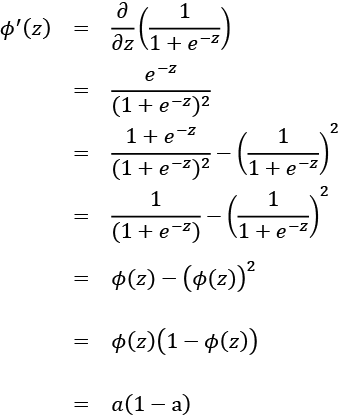 ϕ′(z) = ∂/∂z (1/(1 + e^{−z}))
= e^{−z}/(1 + e^{−z})²
= (1 + e^{−z})/(1 + e^{−z})² − (1/(1 + e^{−z}))²
= 1/((1 + e^{−z})) − (1/(1 + e^{−z}))²
= ϕ(z) − (ϕ(z))²
= ϕ(z)(1 − ϕ(z))
= a(1 − a)